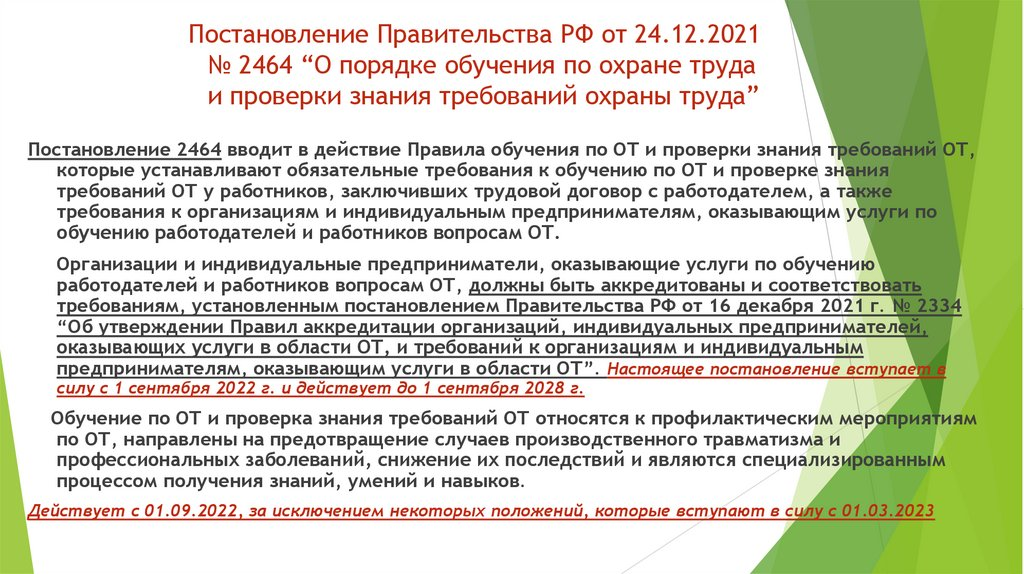 Постановление Правительства РФ от 24.12.2021
№ 2464 “О порядке обучения по охране труда
и проверки знания требований охраны труда”
Постановление 2464 вводит в действие Правила обучения по ОТ и проверки знания требований ОТ,
которые устанавливают обязательные требования к обучению по ОТ и проверке знания
требований ОТ у работников, заключивших трудовой договор с работодателем, а также
требования к организациям и индивидуальным предпринимателям, оказывающим услуги по
обучению работодателей и работников вопросам ОТ.
Организации и индивидуальные предприниматели, оказывающие услуги по обучению
работодателей и работников вопросам ОТ, должны быть аккредитованы и соответствовать
требованиям, установленным постановлением Правительства РФ от 16 декабря 2021 г. № 2334
“Об утверждении Правил аккредитации организаций, индивидуальных предпринимателей,
оказывающих услуги в области ОТ, и требований к организациям и индивидуальным
предпринимателям, оказывающим услуги в области ОТ”. Настоящее постановление вступает в
силу с 1 сентября 2022 г. и действует до 1 сентября 2028 г.
Обучение по ОТ и проверка знания требований ОТ относятся к профилактическим мероприятиям
по ОТ, направлены на предотвращение случаев производственного травматизма и
профессиональных заболеваний, снижение их последствий и являются специализированным
процессом получения знаний, умений и навыков.
Действует с 01.09.2022, за исключением некоторых положений, которые вступают в силу с 01.03.2023